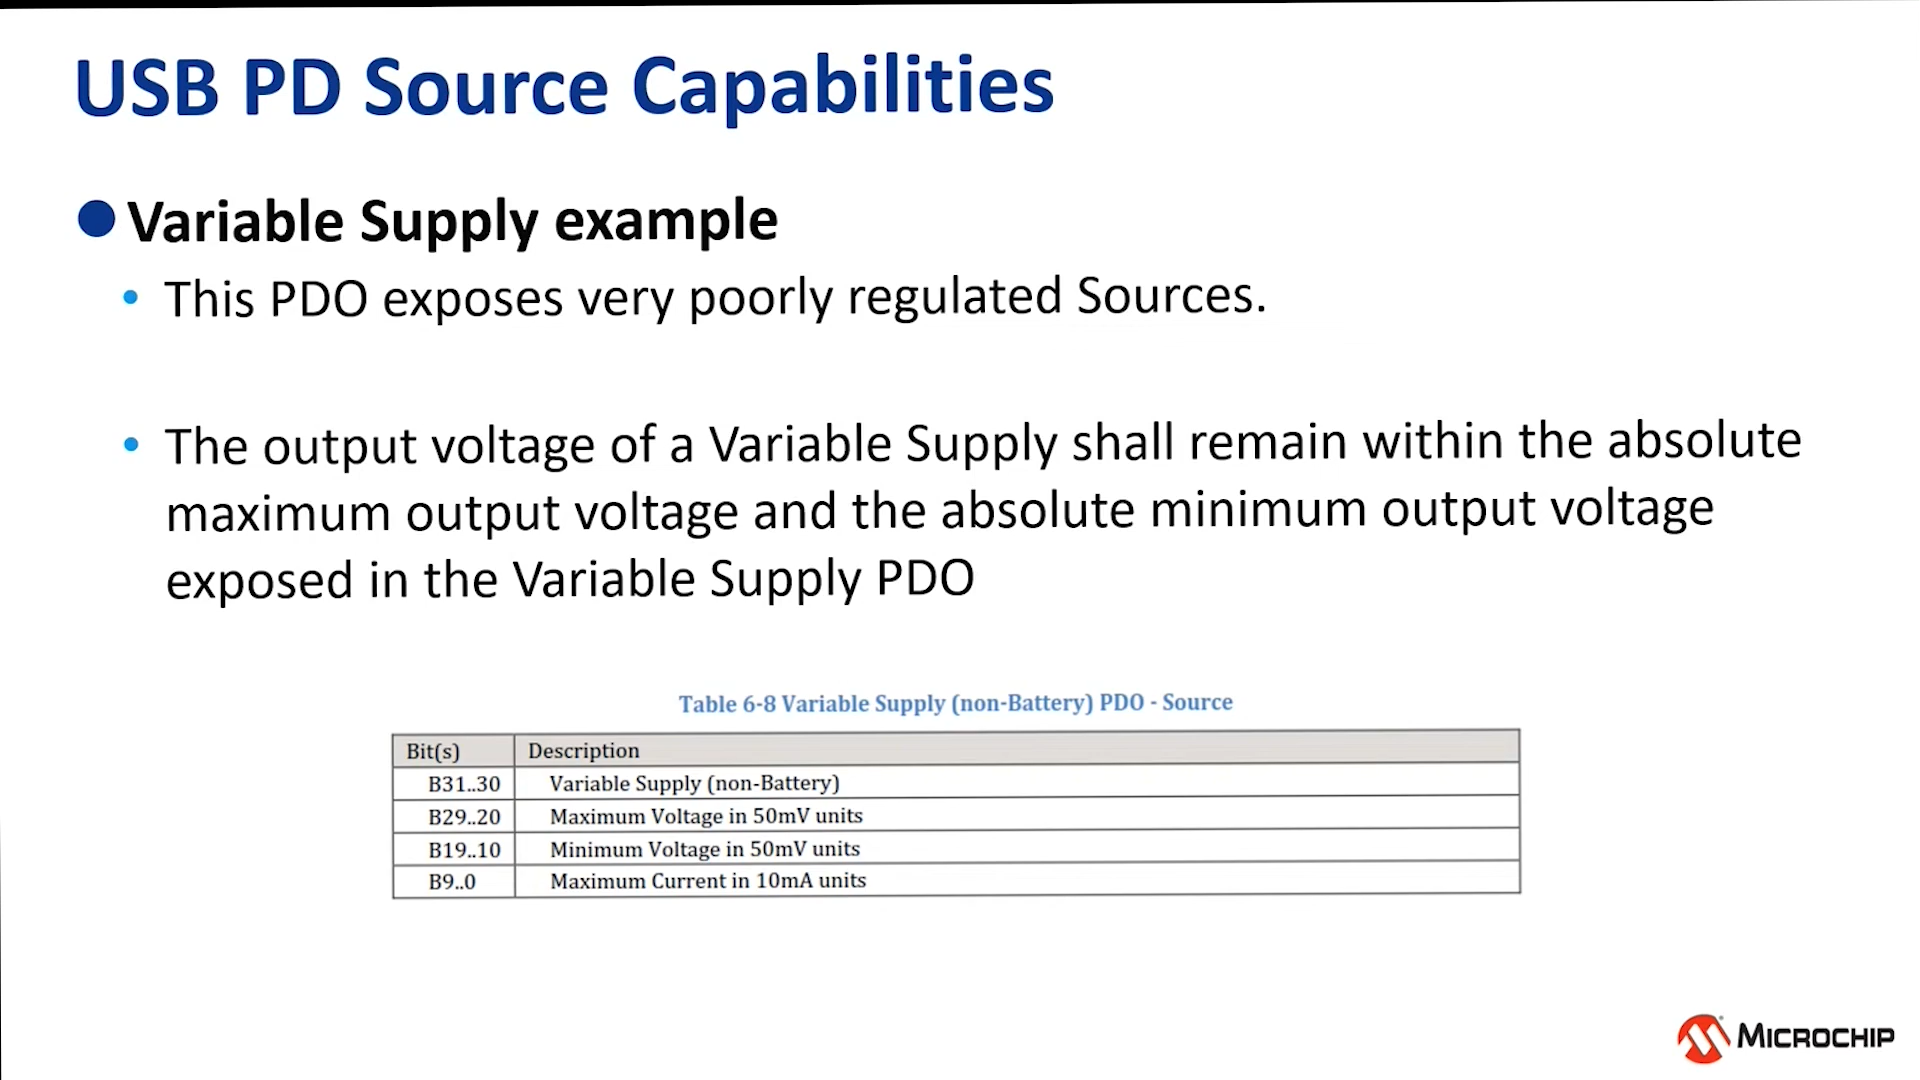 USB PD Source Capabilities
Variable Supply example
• This PDO exposes very poorly regulated Sources.
• The output voltage of a Variable Supply shall remain within the absolute
maximum output voltage and the absolute minimum output voltage
exposed in the Variable Supply PDO
Table 6-8 Variable Supply (non-Battery) PDO - Source
Bit(s) Description
B31..30 Variable Supply (non-Battery)
B29..20 Maximum Voltage in 50mV units
B19..10 Minimum Voltage in 50mV units
B9..0 Maximum Current in 10mA units
MICROCHIP